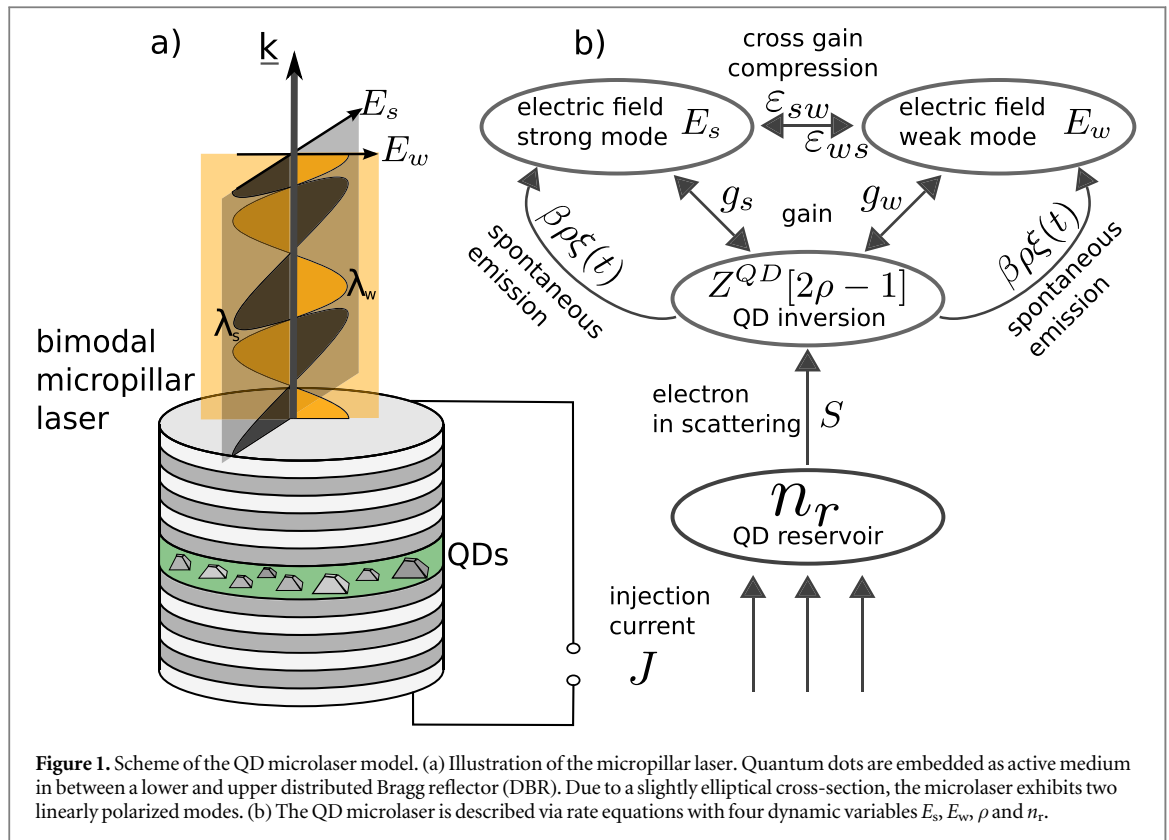 a)
k
E_s
E_w
λ_w
λ_s
bimodal
micropillar
laser
QDs
b)
cross gain
compression
electric field
strong mode E_s
ε_sw
ε_ws
electric field
weak mode E_w
g_s
gain
g_w
βρξ(t)
spontaneous
emission
βρξ(t)
spontaneous
emission
Z^QD[2ρ − 1]
QD inversion
electron
in scattering S
n_r
QD reservoir
injection
current
J
Figure 1. Scheme of the QD microlaser model. (a) Illustration of the micropillar laser. Quantum dots are embedded as active medium
in between a lower and upper distributed Bragg reflector (DBR). Due to a slightly elliptical cross-section, the microlaser exhibits two
linearly polarized modes. (b) The QD microlaser is described via rate equations with four dynamic variables E_s, E_w, ρ and n_r.